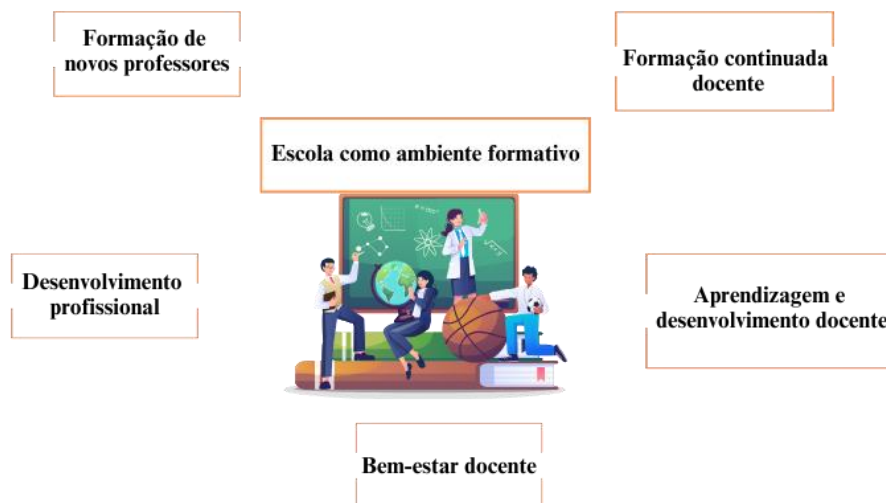 Formação de
novos professores
Formação continuada
docente
Escola como ambiente formativo
Desenvolvimento
profissional
Aprendizagem e
desenvolvimento docente
Bem-estar docente